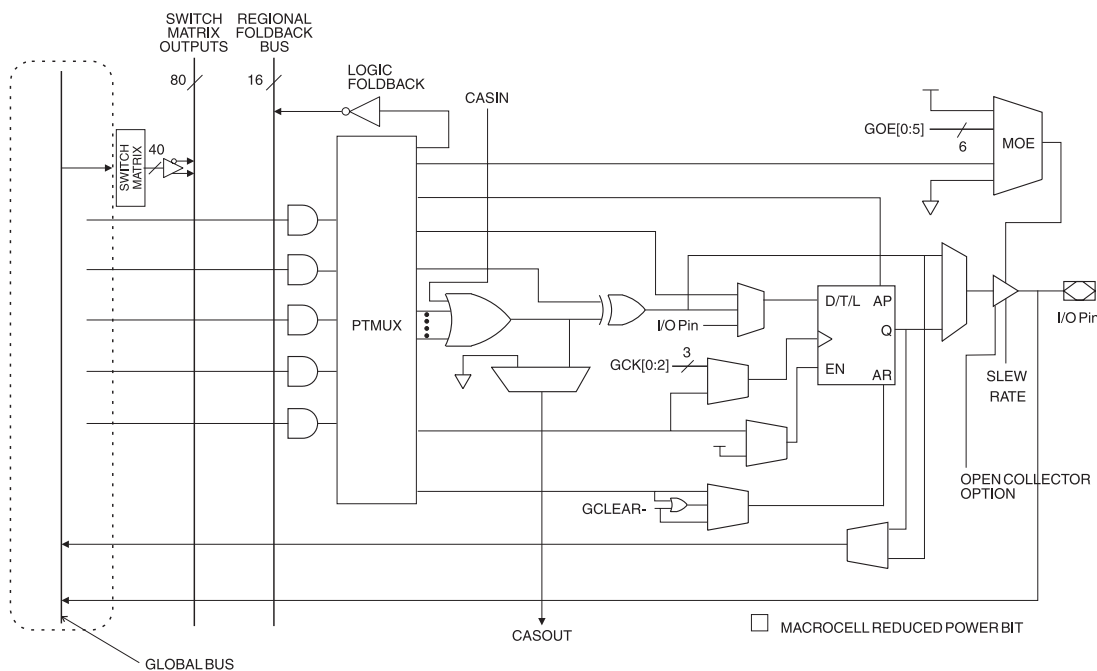 SWITCH
MATRIX
OUTPUTS
REGIONAL
FOLDBACK
BUS
80
16
LOGIC
FOLDBACK
CASIN
GOE[0:5]
6
MOE
SWITCH
MATRIX
40
PTMUX
D/T/L
AP
Q
EN
AR
I/O Pin
GCK[0:2]
3
I/O Pin
SLEW
RATE
OPEN COLLECTOR
OPTION
GCLEAR-
CASOUT
MACROCELL REDUCED POWER BIT
GLOBAL BUS